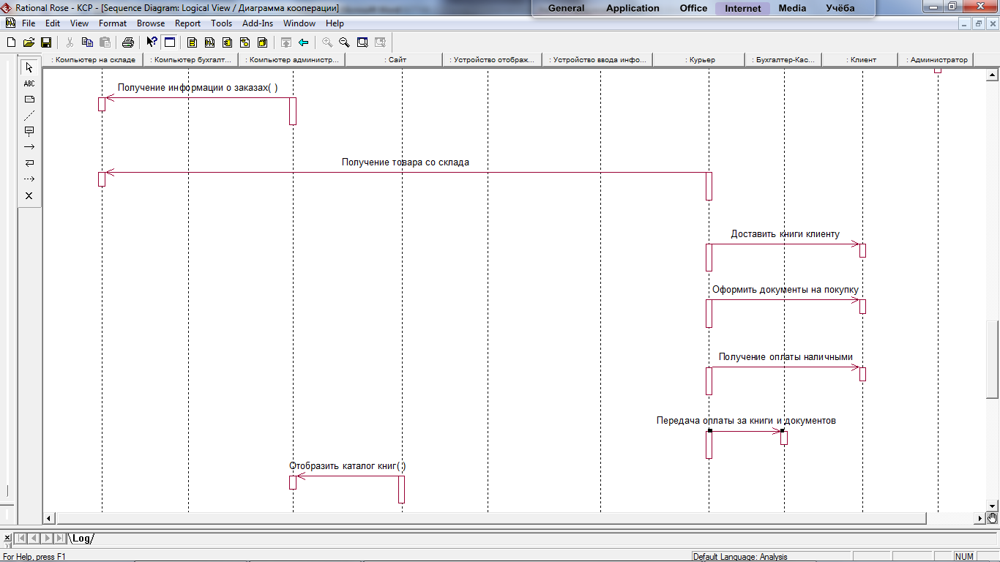 Rational Rose - KCP - [Sequence Diagram: Logical View / Диаграмма кооперации]
General Application Office Internet Media Учёба
File Edit View Format Browse Report Tools Add-Ins Window Help
: Компьютер на складе : Компьютер бухгалт... : Компьютер администр... : Сайт : Устройство отображ... : Устройство ввода инфо... : Курьер : Бухгалтер-Кас... : Клиент : Администратор
ABC
Получение информации о заказах( )
Получение товара со склада
Доставить книги клиенту
Оформить документы на покупку
Получение оплаты наличными
Передача оплаты за книги и документов
Отобразить каталог книг( )
Log
For Help, press F1
Default Language: Analysis
NUM